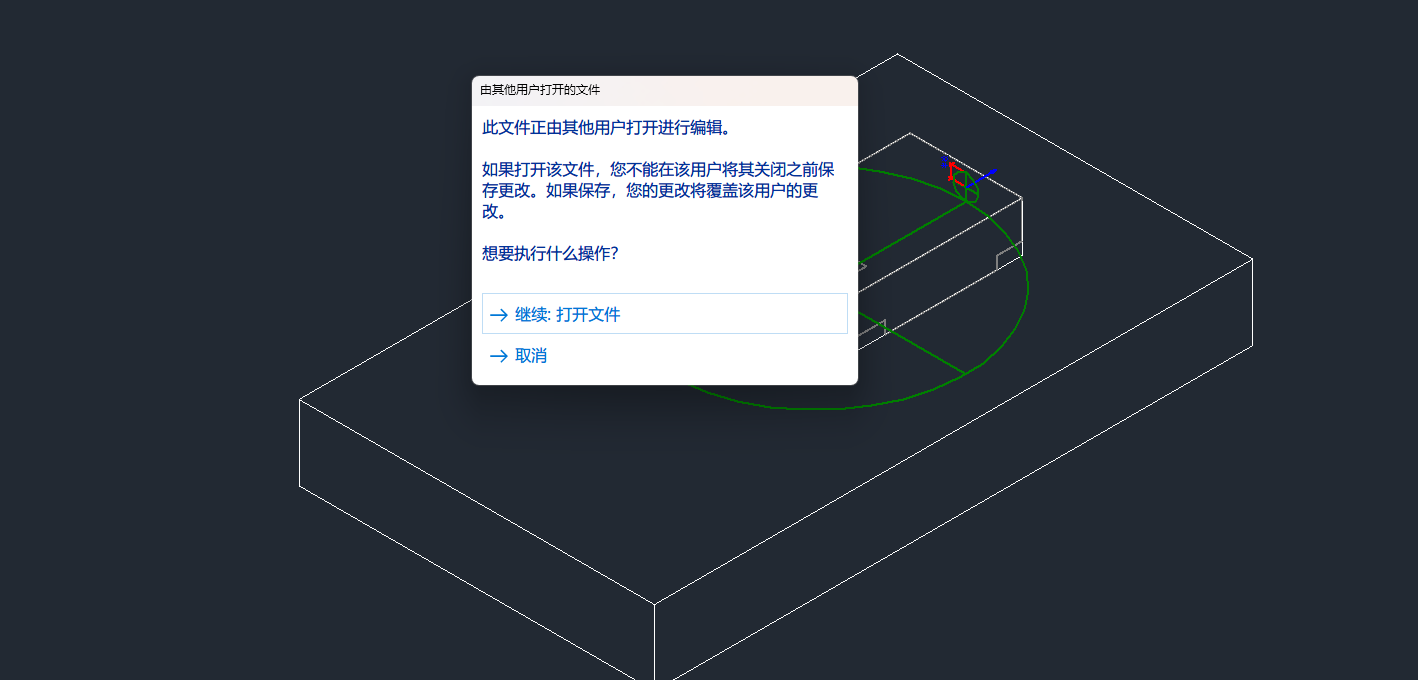 由其他用户打开的文件
此文件正由其他用户打开进行编辑。
如果打开该文件，您不能在该用户将其关闭之前保
存更改。如果保存，您的更改将覆盖该用户的更
改。
想要执行什么操作？
继续: 打开文件
取消